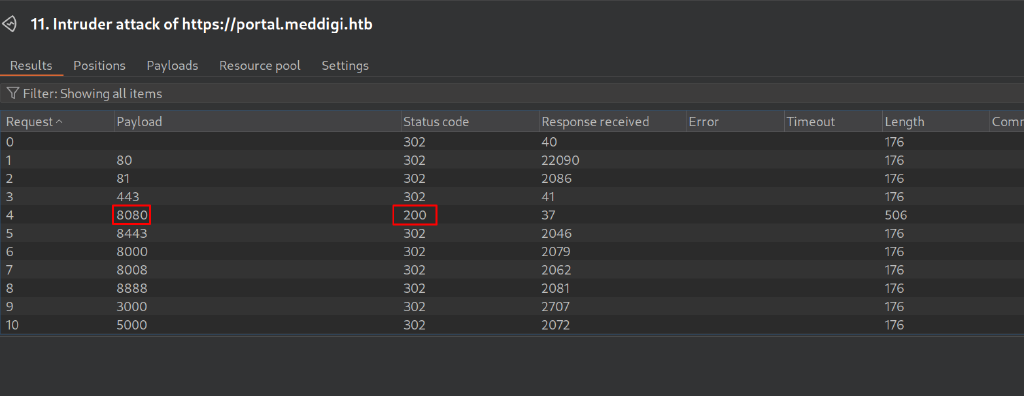 11. Intruder attack of https://portal.meddigi.htb
Results Positions Payloads Resource pool Settings
Filter: Showing all items
Request Payload Status code Response received Error Timeout Length Comm
0 302 40 176
1 80 302 22090 176
2 81 302 2086 176
3 443 302 41 176
4 8080 200 37 506
5 8443 302 2046 176
6 8000 302 2079 176
7 8008 302 2062 176
8 8888 302 2081 176
9 3000 302 2707 176
10 5000 302 2072 176